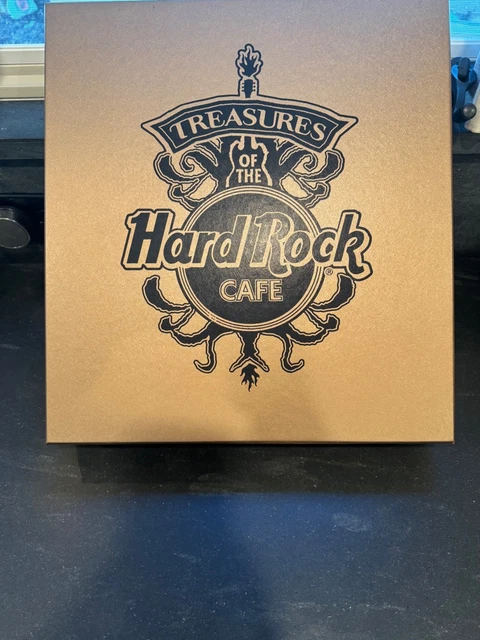 TREASURES
OF
THE
Hard Rock
CAFE
®